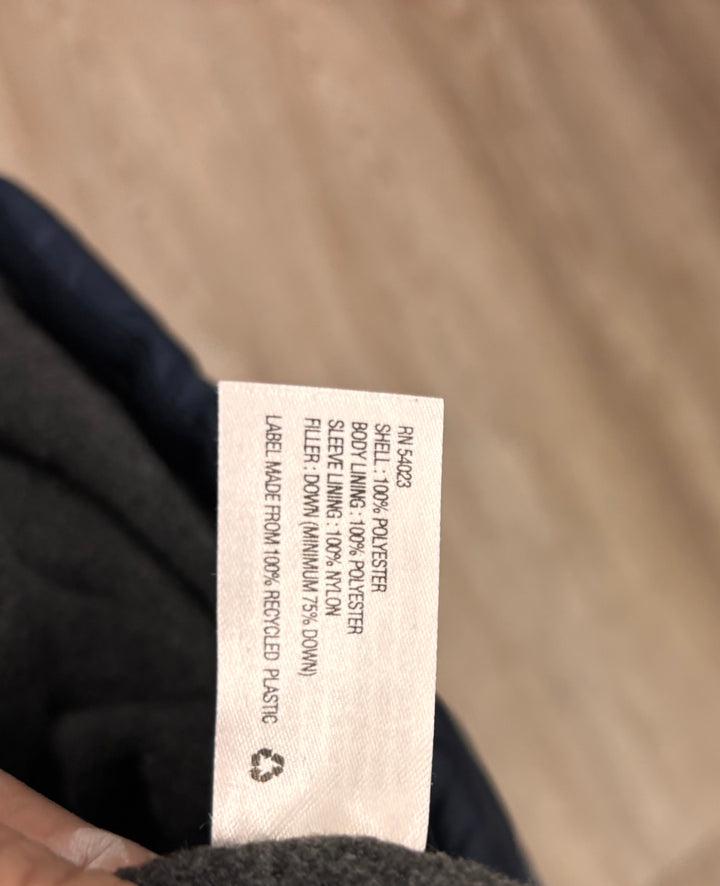 RN 54023
SHELL : 100% POLYESTER
BODY LINING : 100% POLYESTER
SLEEVE LINING : 100% NYLON
FILLER : DOWN (MINIMUM 75% DOWN)
LABEL MADE FROM 100% RECYCLED PLASTIC